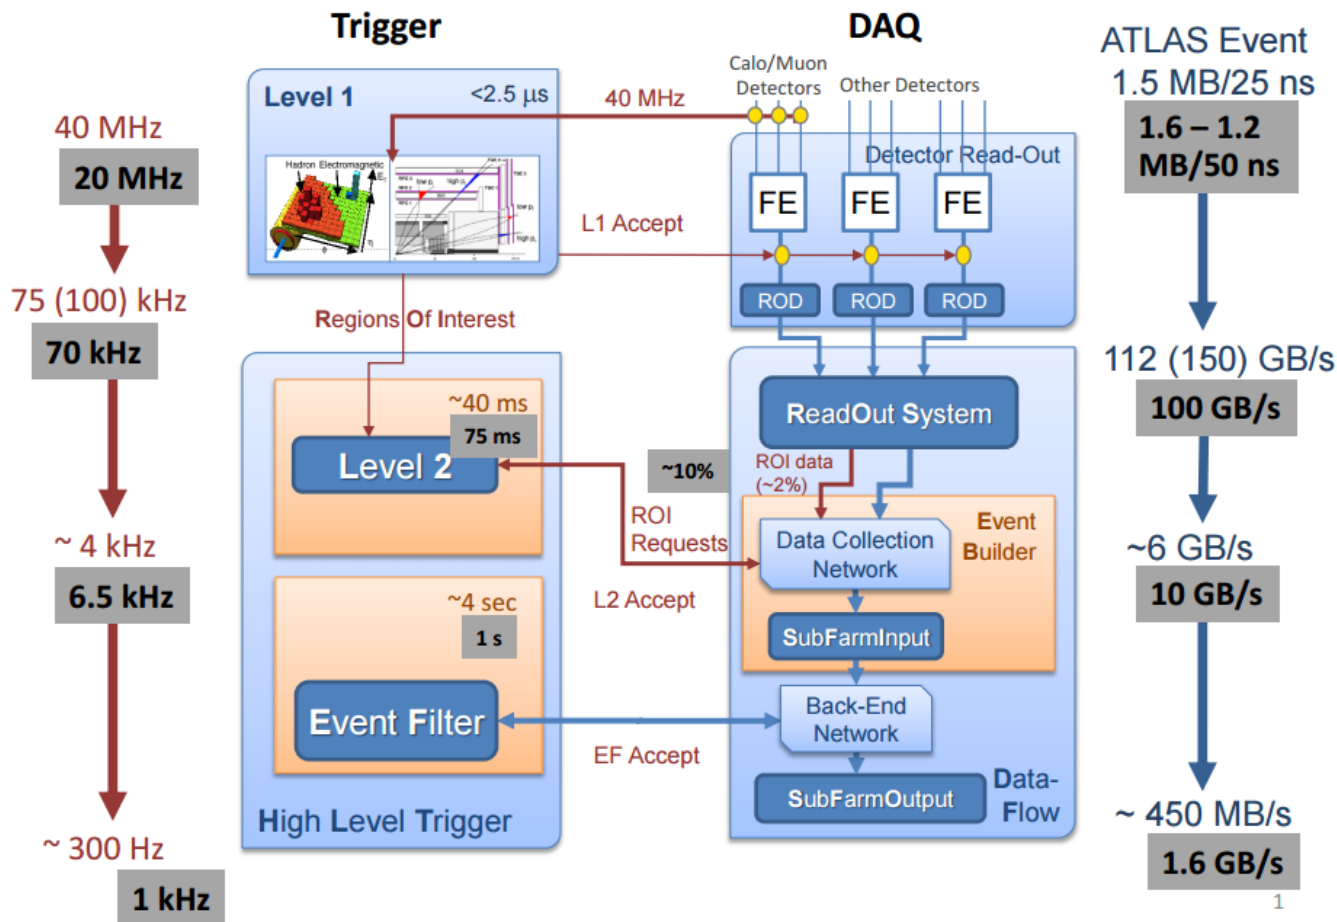 Trigger
DAQ
ATLAS Event
1.5 MB/25 ns
1.6 – 1.2
MB/50 ns
112 (150) GB/s
100 GB/s
~6 GB/s
10 GB/s
~ 450 MB/s
1.6 GB/s
40 MHz
20 MHz
75 (100) kHz
70 kHz
~ 4 kHz
6.5 kHz
~ 300 Hz
1 kHz
Level 1
<2.5 µs
40 MHz
Hadron Electromagnetic
low pT
high pT
L1 Accept
Regions Of Interest
~40 ms
75 ms
Level 2
~4 sec
1 s
Event Filter
High Level Trigger
~10%
ROI
Requests
L2 Accept
EF Accept
Calo/Muon
Detectors
Other Detectors
Detector Read-Out
FE
FE
FE
ROD
ROD
ROD
ReadOut System
ROI data
(~2%)
Event
Builder
Data Collection
Network
SubFarmInput
Back-End
Network
SubFarmOutput
Data-
Flow
1